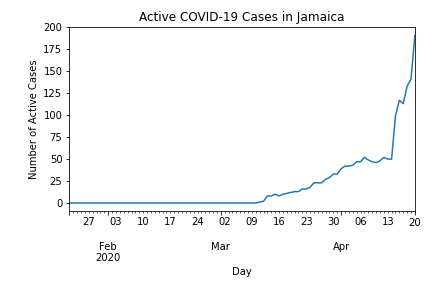 Active COVID-19 Cases in Jamaica
200
175
150
125
100
75
50
25
0
Number of Active Cases
27 03 10 17 24 02 09 16 23 30 06 13 20
Feb Mar Apr
2020
Day